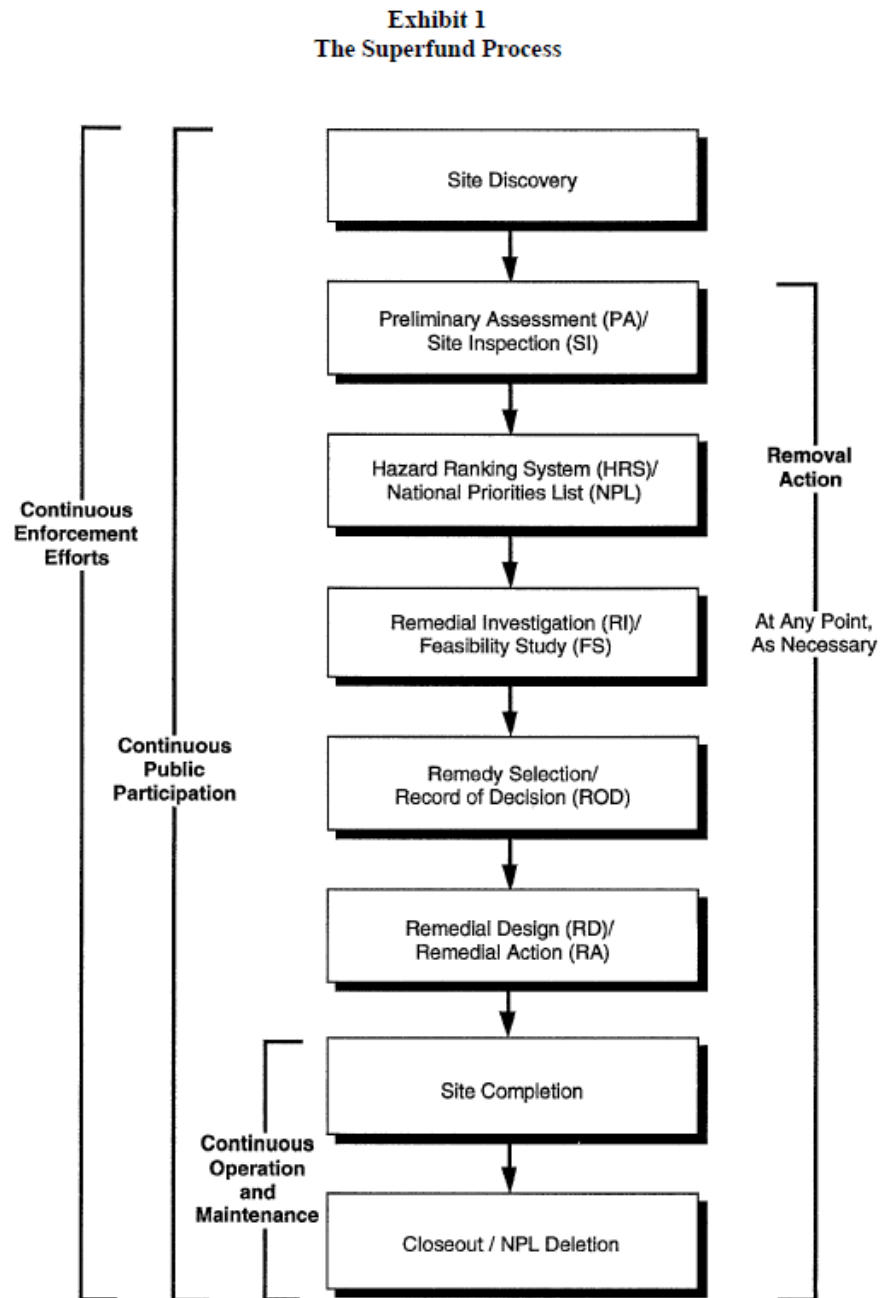 Exhibit 1
The Superfund Process
Site Discovery
Preliminary Assessment (PA)/
Site Inspection (SI)
Hazard Ranking System (HRS)/
National Priorities List (NPL)
Removal
Action
Continuous
Enforcement
Efforts
Remedial Investigation (RI)/
Feasibility Study (FS)
At Any Point,
As Necessary
Continuous
Public
Participation
Remedy Selection/
Record of Decision (ROD)
Remedial Design (RD)/
Remedial Action (RA)
Site Completion
Continuous
Operation
and
Maintenance
Closeout / NPL Deletion